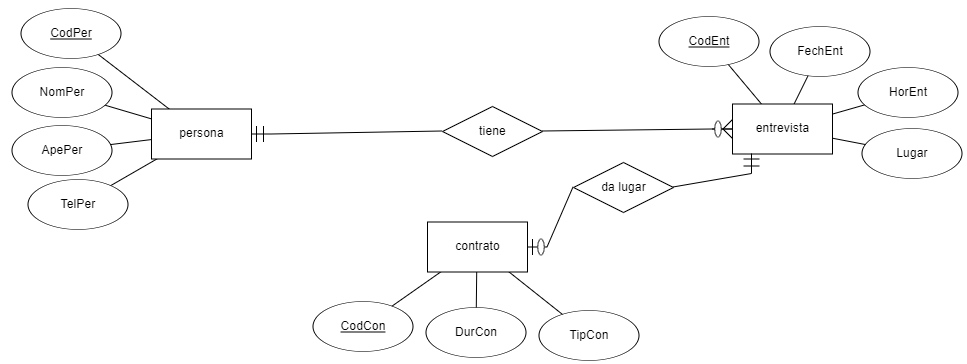 CodPer
NomPer
ApePer
TelPer
persona
tiene
CodEnt
FechEnt
HorEnt
Lugar
entrevista
da lugar
contrato
CodCon
DurCon
TipCon